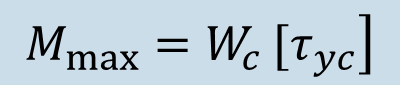 M_max = W_c [τ_yc]